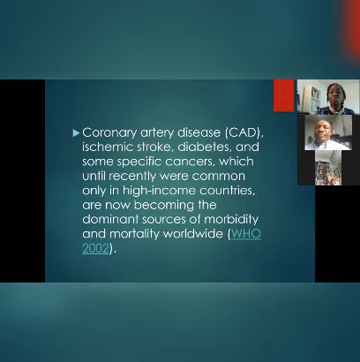 Coronary artery disease (CAD),
ischemic stroke, diabetes, and
some specific cancers, which
until recently were common
only in high-income countries,
are now becoming the
dominant sources of morbidity
and mortality worldwide (WHO
2002).